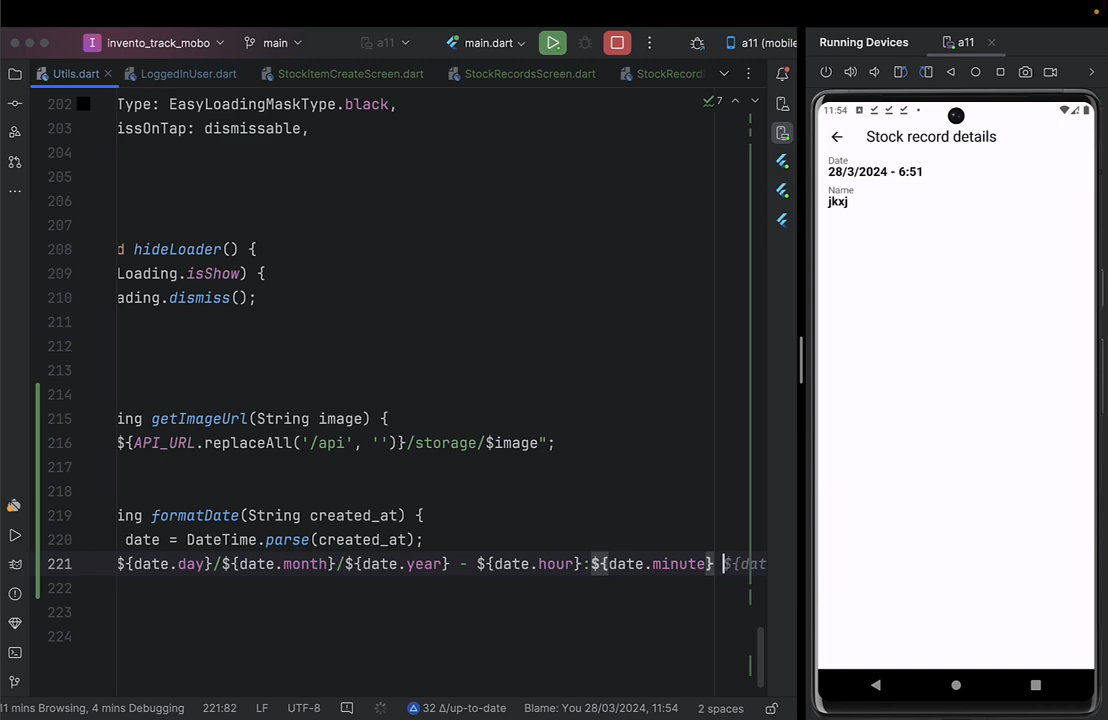 invento_track_mobo
main
a11
main.dart
a11 (mobile
Running Devices
a11
Utils.dart
LoggedInUser.dart
StockItemCreateScreen.dart
StockRecordsScreen.dart
StockRecord
202 Type: EasyLoadingMaskType.black,
7
203 issOnTap: dismissable,
204
205
206
207
208 d hideLoader() {
209 Loading.isShow) {
210 ading.dismiss();
211
212
213
214
215 ing getImageUrl(String image) {
216 ${API_URL.replaceAll('/api', '')}/storage/$image";
217
218
219 ing formatDate(String created_at) {
220 date = DateTime.parse(created_at);
221 ${date.day}/${date.month}/${date.year} - ${date.hour}:${date.minute} ${dat
222
223
224
11:54
Stock record details
Date
28/3/2024 - 6:51
Name
jkxj
11 mins Browsing, 4 mins Debugging
221:82
LF
UTF-8
32 Δ/up-to-date
Blame: You 28/03/2024, 11:54
2 spaces